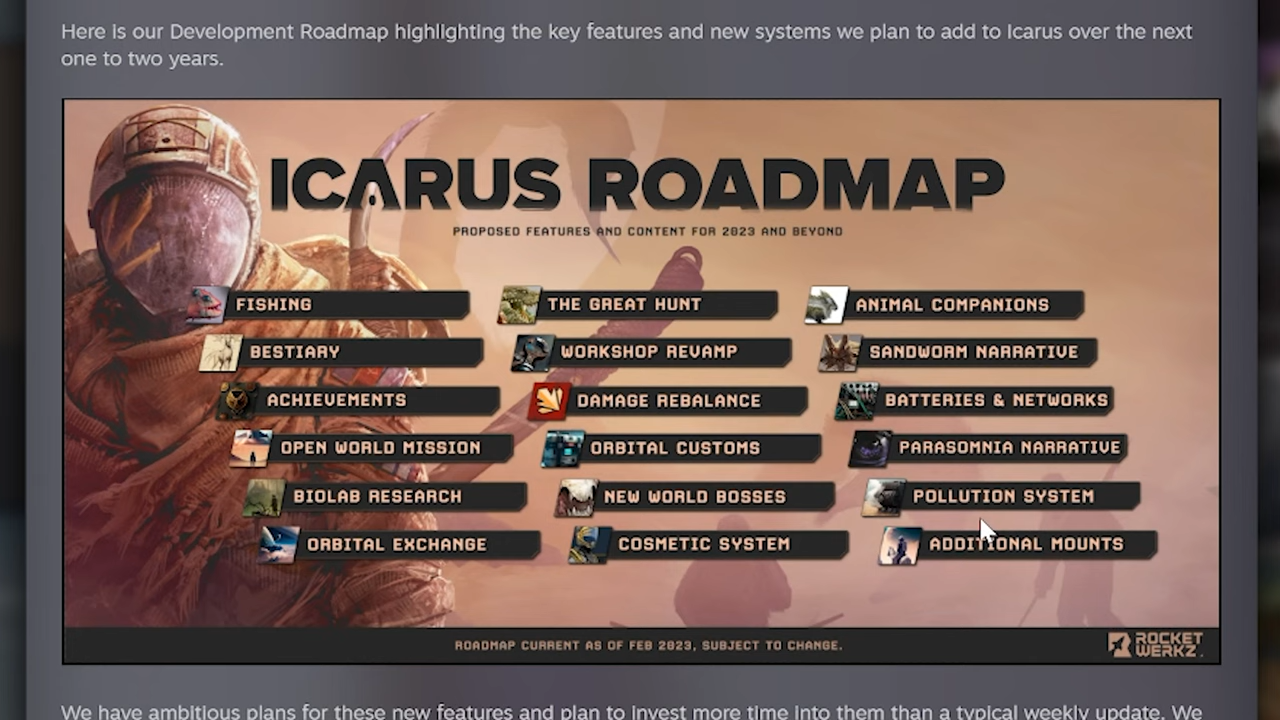 Here is our Development Roadmap highlighting the key features and new systems we plan to add to Icarus over the next
one to two years.
ICARUS ROADMAP
PROPOSED FEATURES AND CONTENT FOR 2023 AND BEYOND
FISHING
THE GREAT HUNT
ANIMAL COMPANIONS
BESTIARY
WORKSHOP REVAMP
SANDWORM NARRATIVE
ACHIEVEMENTS
DAMAGE REBALANCE
BATTERIES & NETWORKS
OPEN WORLD MISSION
ORBITAL CUSTOMS
PARASOMNIA NARRATIVE
BIOLAB RESEARCH
NEW WORLD BOSSES
POLLUTION SYSTEM
ORBITAL EXCHANGE
COSMETIC SYSTEM
ADDITIONAL MOUNTS
ROADMAP CURRENT AS OF FEB 2023, SUBJECT TO CHANGE.
ROCKET
WERKZ
We have ambitious plans for these new features and plan to invest more time into them than a typical weekly update. We